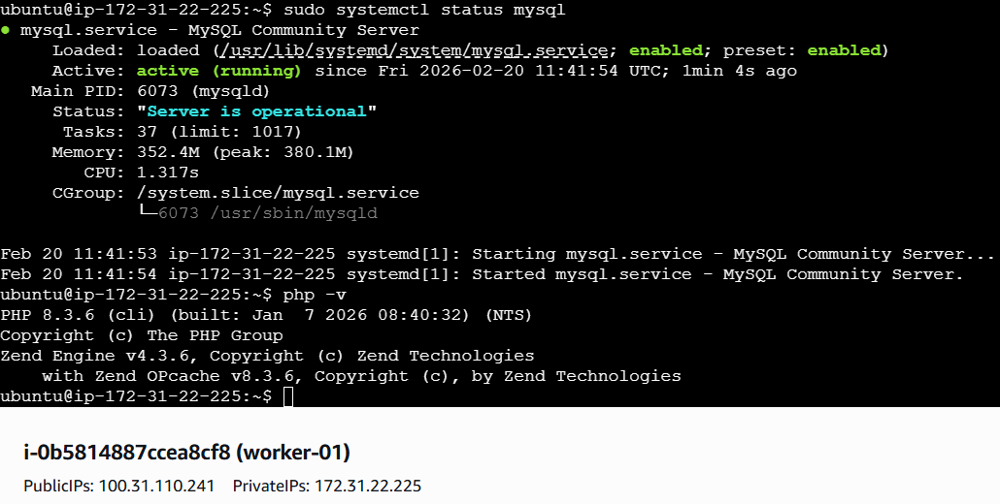 ubuntu@ip-172-31-22-225:~$ sudo systemctl status mysql
● mysql.service - MySQL Community Server
     Loaded: loaded (/usr/lib/systemd/system/mysql.service; enabled; preset: enabled)
     Active: active (running) since Fri 2026-02-20 11:41:54 UTC; 1min 4s ago
   Main PID: 6073 (mysqld)
     Status: "Server is operational"
      Tasks: 37 (limit: 1017)
     Memory: 352.4M (peak: 380.1M)
        CPU: 1.317s
     CGroup: /system.slice/mysql.service
             └─6073 /usr/sbin/mysqld

Feb 20 11:41:53 ip-172-31-22-225 systemd[1]: Starting mysql.service - MySQL Community Server...
Feb 20 11:41:54 ip-172-31-22-225 systemd[1]: Started mysql.service - MySQL Community Server.
ubuntu@ip-172-31-22-225:~$ php -v
PHP 8.3.6 (cli) (built: Jan  7 2026 08:40:32) (NTS)
Copyright (c) The PHP Group
Zend Engine v4.3.6, Copyright (c) Zend Technologies
    with Zend OPcache v8.3.6, Copyright (c), by Zend Technologies
ubuntu@ip-172-31-22-225:~$
i-0b5814887ccea8cf8 (worker-01)
PublicIPs: 100.31.110.241    PrivateIPs: 172.31.22.225